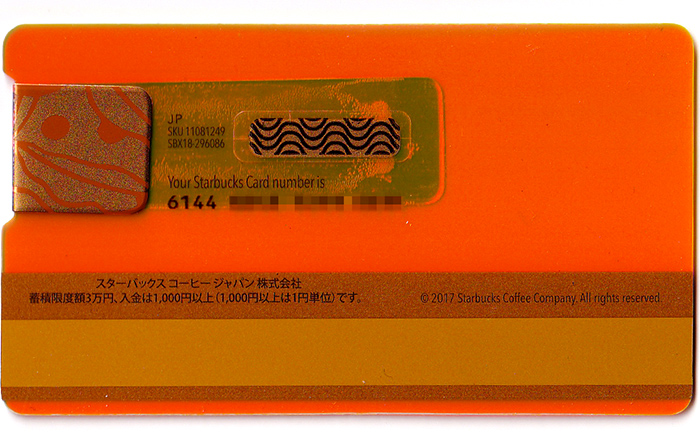 JP
SKU 11081249
SBX18-296086
Your Starbucks Card number is
6144
スターバックス コーヒー ジャパン 株式会社
蓄積限度額3万円、入金は1,000円以上（1,000円以上は1円単位）です。
© 2017 Starbucks Coffee Company. All rights reserved.